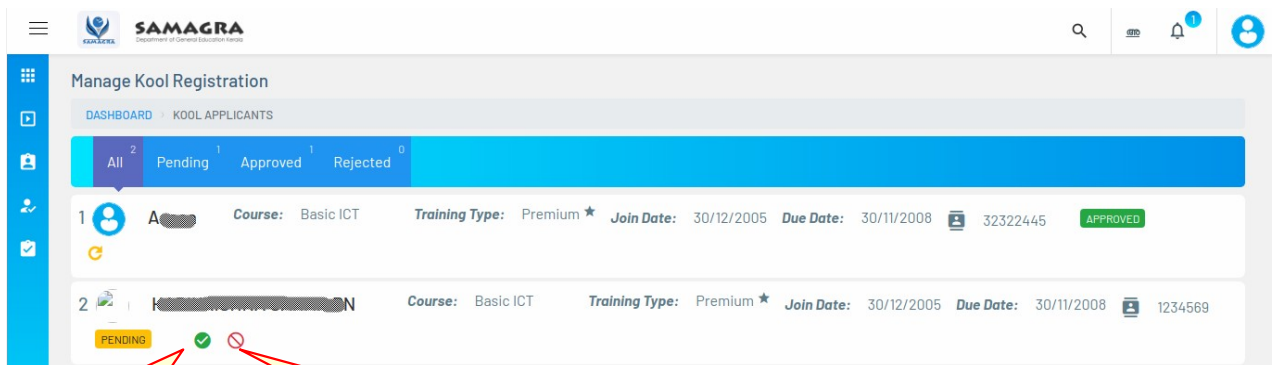 SAMAGRA
SAMAGRA
Department of General Education Kerala
1
Manage Kool Registration
DASHBOARD › KOOL APPLICANTS
All 2 Pending 1 Approved 1 Rejected 0
1 A Course: Basic ICT Training Type: Premium Join Date: 30/12/2005 Due Date: 30/11/2008 32322445 APPROVED
2 N Course: Basic ICT Training Type: Premium Join Date: 30/12/2005 Due Date: 30/11/2008 1234569
PENDING